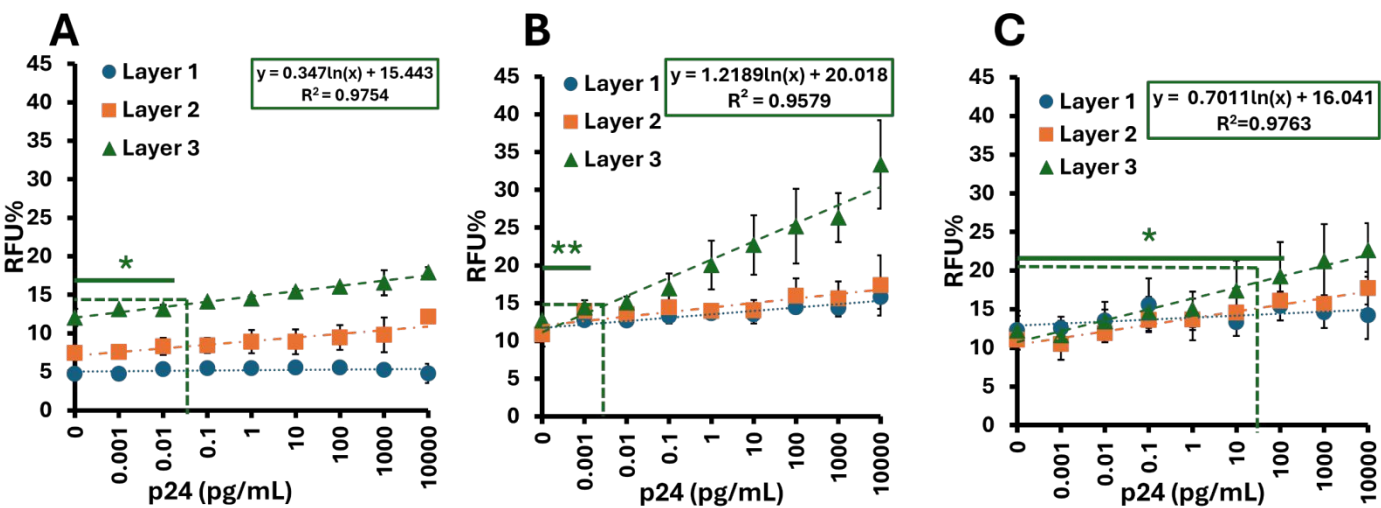 A
45
40
35
30
25
20
15
10
5
0
RFU%
Layer 1
Layer 2
Layer 3
y = 0.347ln(x) + 15.443
R² = 0.9754
*
0
0.001
0.01
0.1
1
10
100
1000
10000
p24 (pg/mL)
B
45
40
35
30
25
20
15
10
5
0
RFU%
Layer 1
Layer 2
Layer 3
y = 1.2189ln(x) + 20.018
R² = 0.9579
**
0
0.001
0.01
0.1
1
10
100
1000
10000
p24 (pg/mL)
C
45
40
35
30
25
20
15
10
5
0
RFU%
Layer 1
Layer 2
Layer 3
y = 0.7011ln(x) + 16.041
R²=0.9763
*
0
0.001
0.01
0.1
1
10
100
1000
10000
p24 (pg/mL)